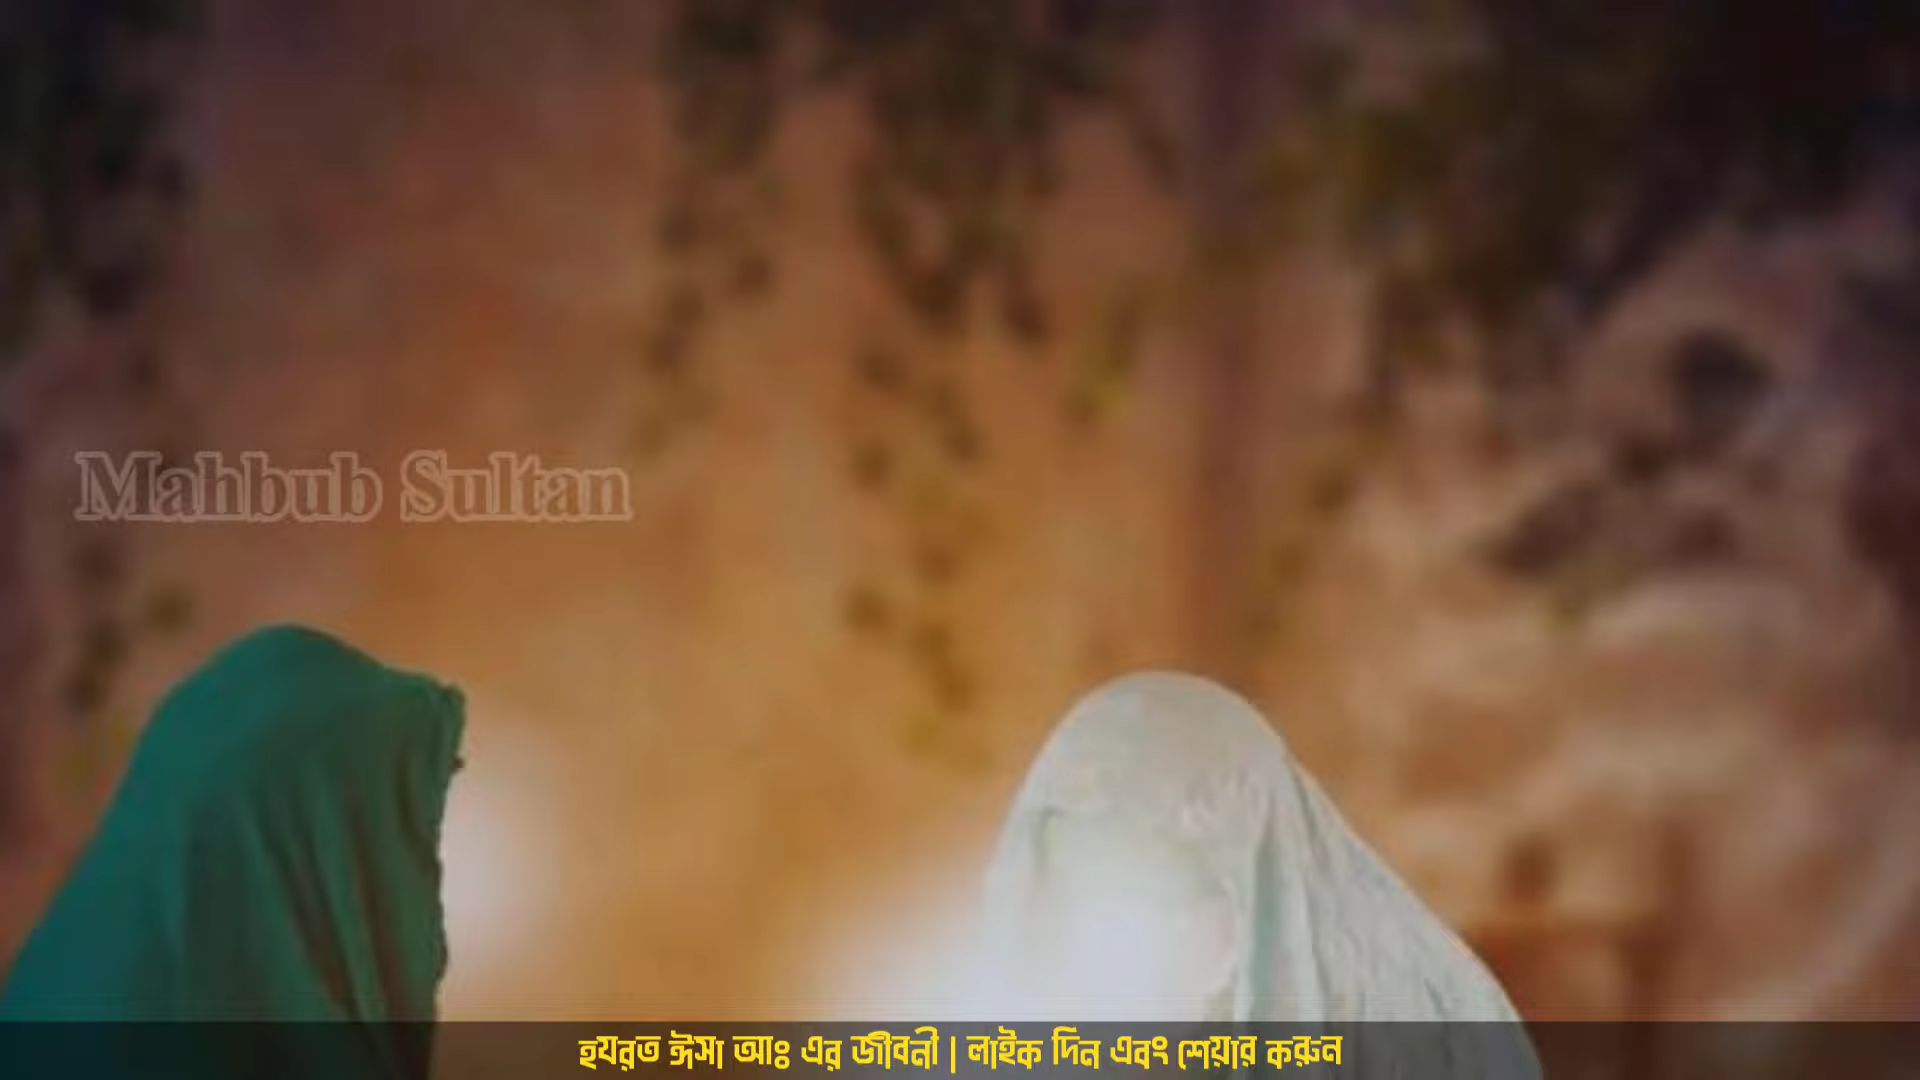 Mahbub Sultan
হযরত ঈসা আঃ এর জীবনী | লাইক দিন এবং শেয়ার করুন